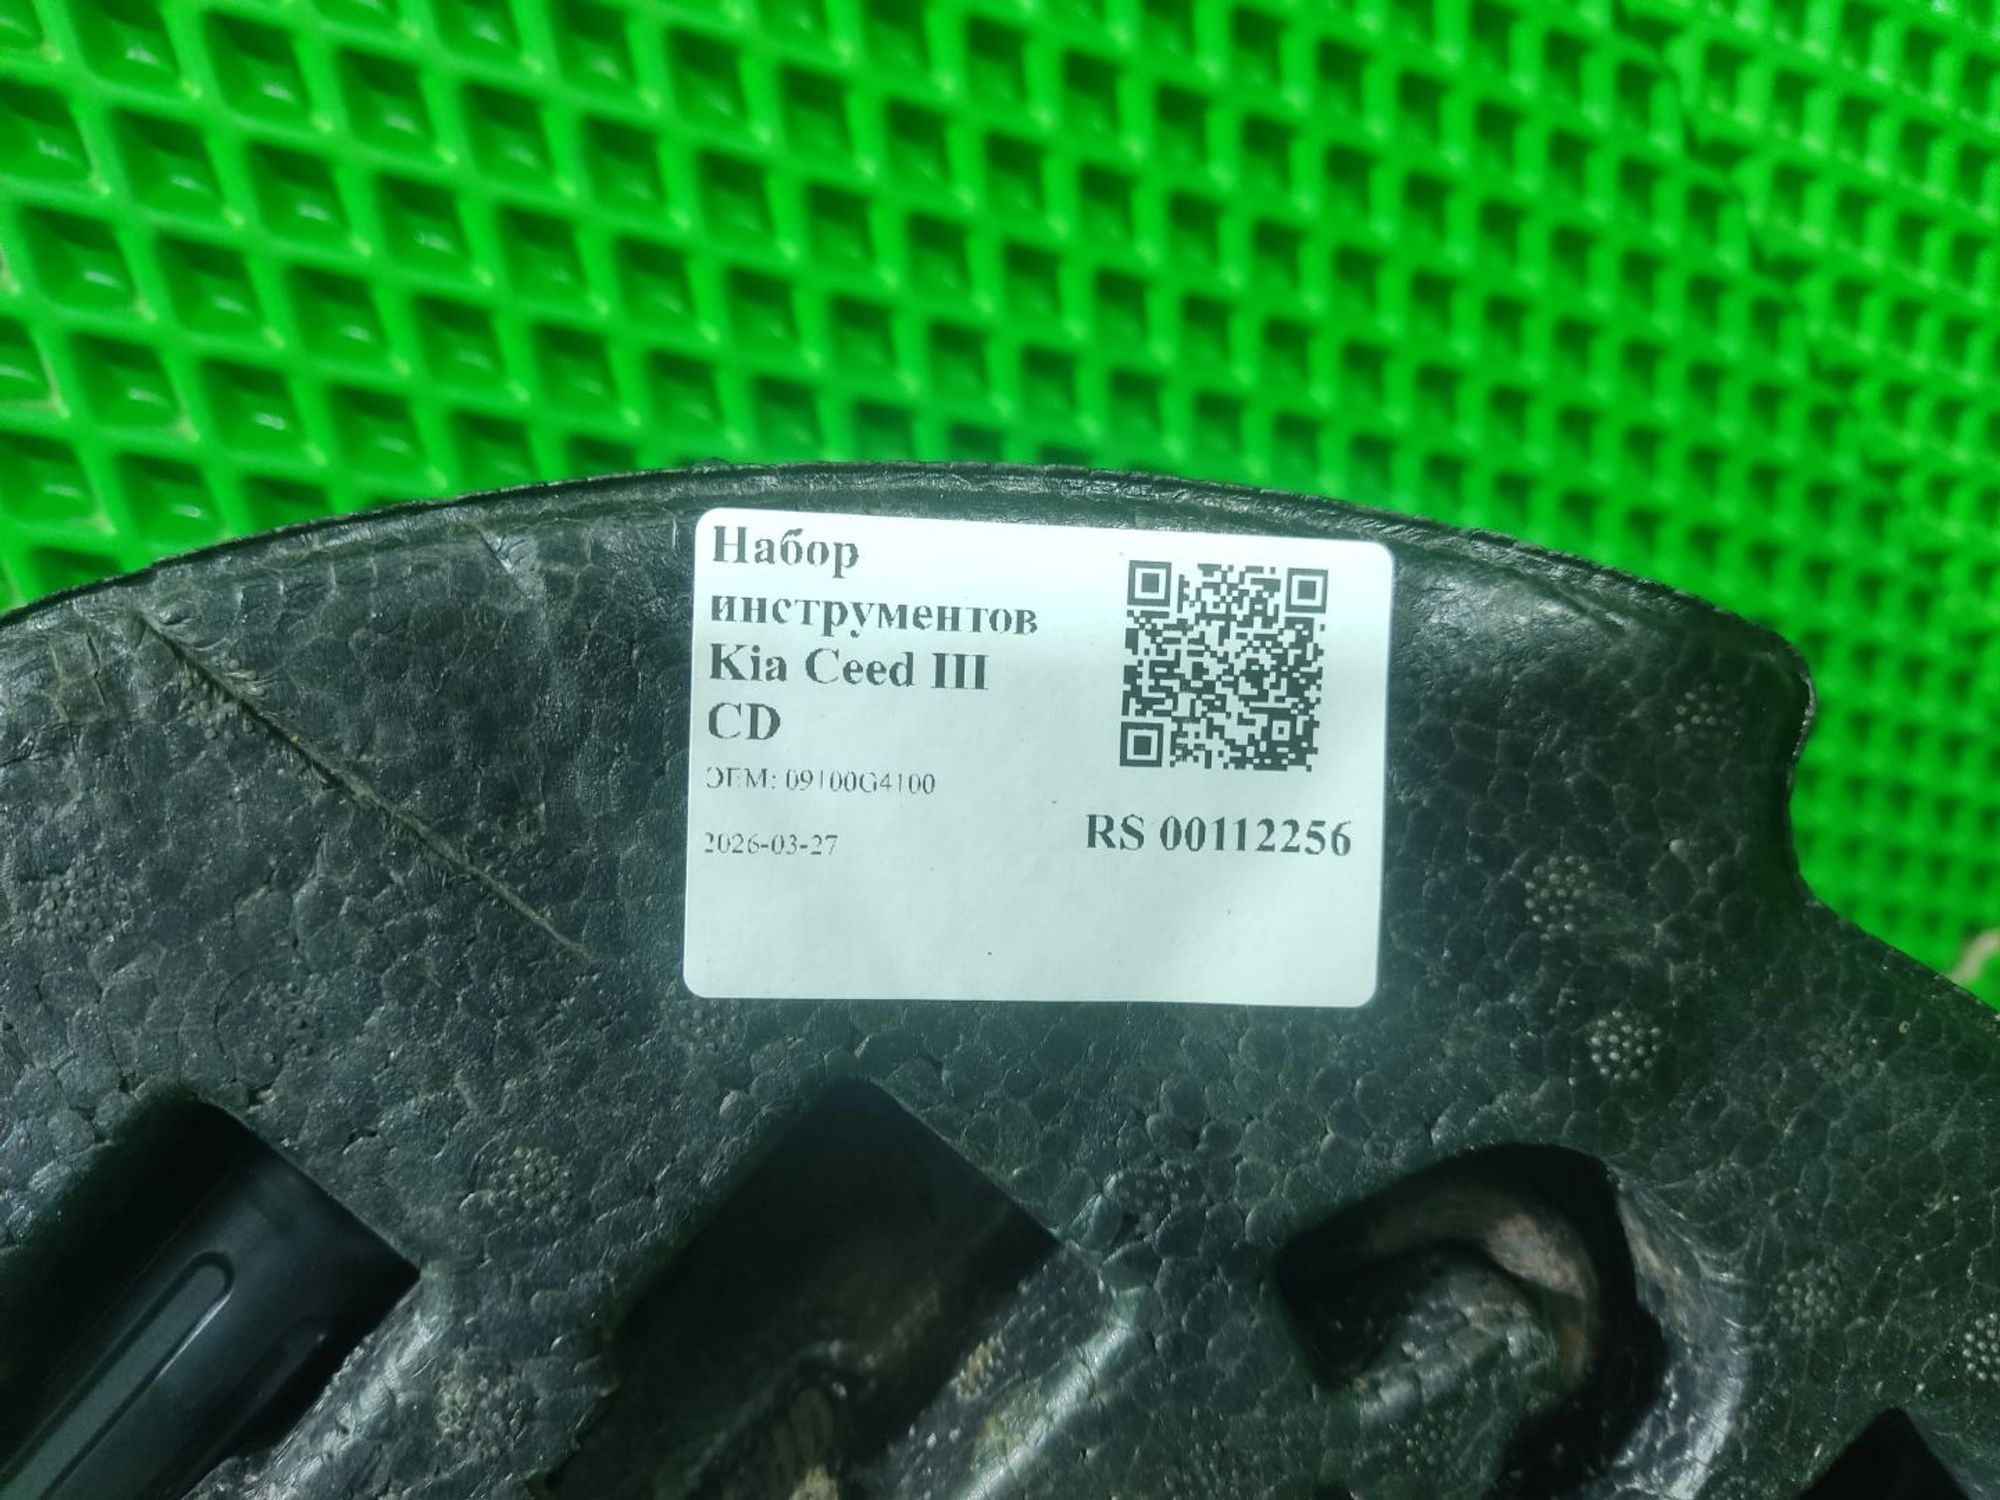 Набор
инструментов
Kia Ceed III
CD
ОЕМ: 09100G4100
2026-03-27
RS 00112256